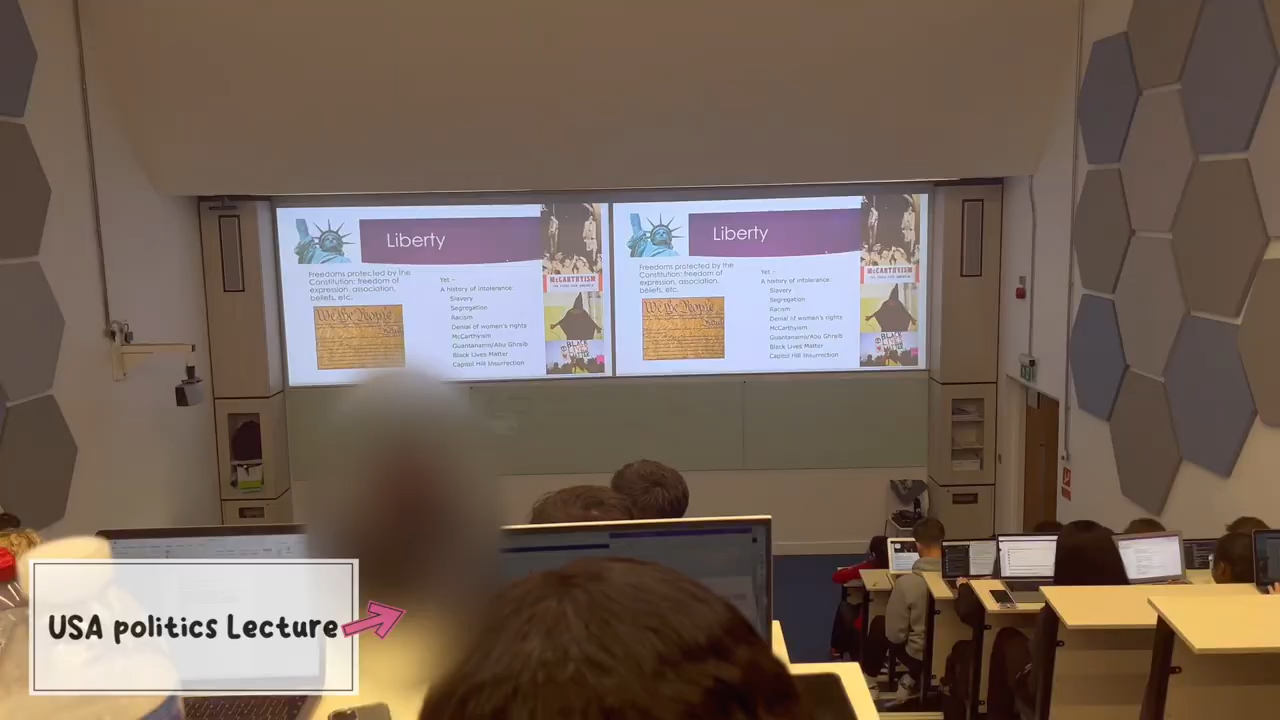 Liberty
Freedoms protected by the
Constitution: freedom of
expression, association,
beliefs, etc.
We the People
Yet –
A history of intolerance:
Slavery
Segregation
Racism
Denial of women's rights
McCarthyism
Guantanamo/Abu Ghraib
Black Lives Matter
Capitol Hill Insurrection
McCARTHYISM
BLACK
Liberty
Freedoms protected by the
Constitution: freedom of
expression, association,
beliefs, etc.
We the People
Yet –
A history of intolerance:
Slavery
Segregation
Racism
Denial of women's rights
McCarthyism
Guantanamo/Abu Ghraib
Black Lives Matter
Capitol Hill Insurrection
McCARTHYISM
BLACK
USA politics Lecture